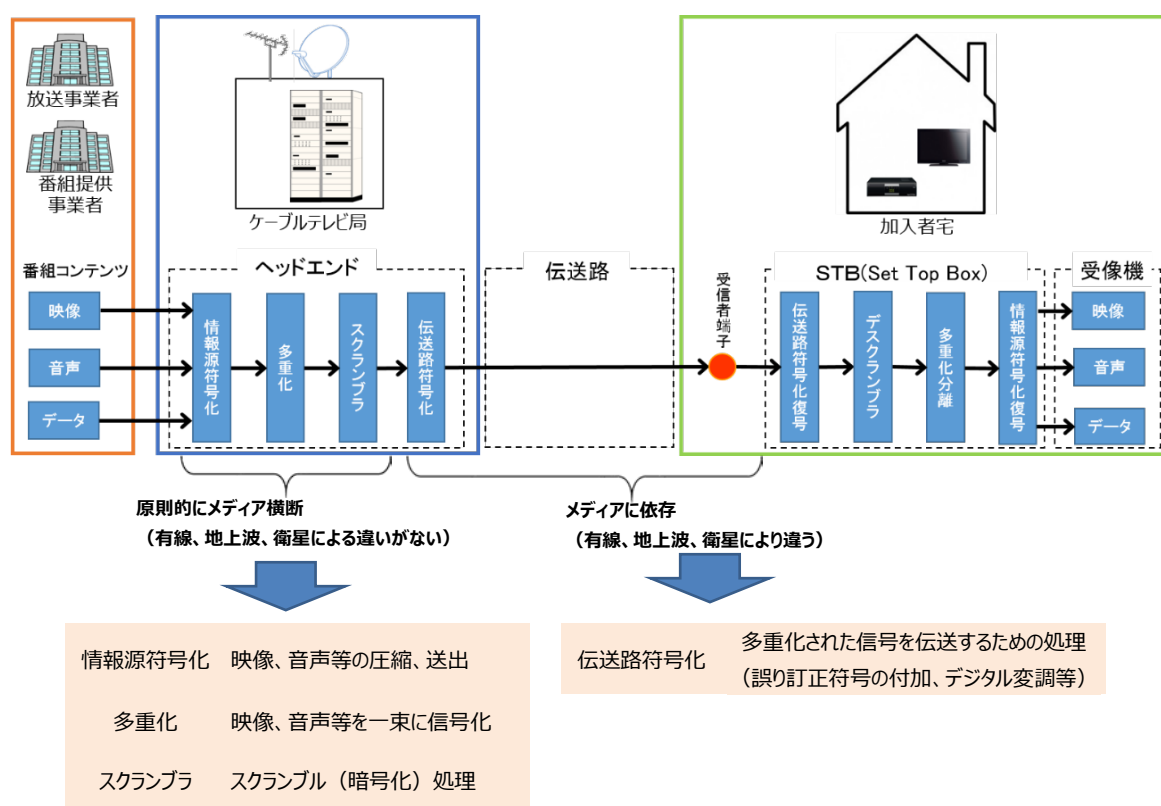 放送事業者
番組提供
事業者
ケーブルテレビ局
加入者宅
番組コンテンツ
映像
音声
データ
ヘッドエンド
情報源符号化
多重化
スクランブラ
伝送路符号化
伝送路
受信者端子
STB(Set Top Box)
伝送路符号化復号
デスクランブラ
多重化分離
情報源符号化復号
受像機
映像
音声
データ
原則的にメディア横断
（有線、地上波、衛星による違いがない）
メディアに依存
（有線、地上波、衛星により違う）
情報源符号化 映像、音声等の圧縮、送出
多重化 映像、音声等を一束に信号化
スクランブラ スクランブル（暗号化）処理
伝送路符号化 多重化された信号を伝送するための処理
（誤り訂正符号の付加、デジタル変調等）